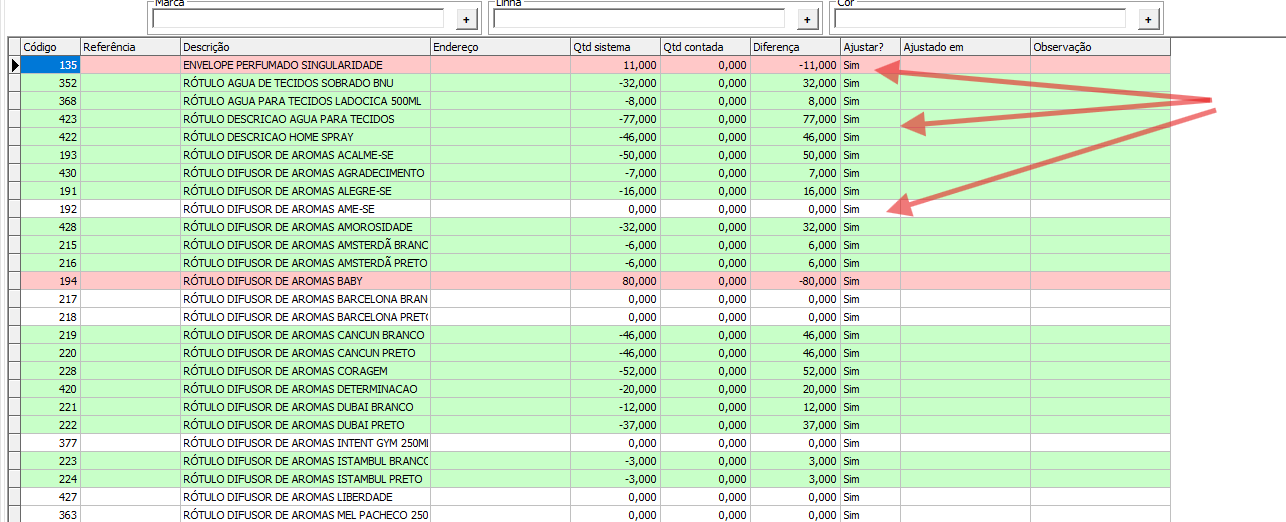 Marca Linha Cor
+ + +
Código Referência Descrição Endereço Qtd sistema Qtd contada Diferença Ajustar? Ajustado em Observação
135 ENVELOPE PERFUMADO SINGULARIDADE 11,000 0,000 -11,000 Sim
352 RÓTULO AGUA DE TECIDOS SOBRADO BNU -32,000 0,000 32,000 Sim
368 RÓTULO AGUA PARA TECIDOS LADOCICA 500ML -8,000 0,000 8,000 Sim
423 RÓTULO DESCRICAO AGUA PARA TECIDOS -77,000 0,000 77,000 Sim
422 RÓTULO DESCRICAO HOME SPRAY -46,000 0,000 46,000 Sim
193 RÓTULO DIFUSOR DE AROMAS ACALME-SE -50,000 0,000 50,000 Sim
430 RÓTULO DIFUSOR DE AROMAS AGRADECIMENTO -7,000 0,000 7,000 Sim
191 RÓTULO DIFUSOR DE AROMAS ALEGRE-SE -16,000 0,000 16,000 Sim
192 RÓTULO DIFUSOR DE AROMAS AME-SE 0,000 0,000 0,000 Sim
428 RÓTULO DIFUSOR DE AROMAS AMOROSIDADE -32,000 0,000 32,000 Sim
215 RÓTULO DIFUSOR DE AROMAS AMSTERDÃ BRANC -6,000 0,000 6,000 Sim
216 RÓTULO DIFUSOR DE AROMAS AMSTERDÃ PRETO -6,000 0,000 6,000 Sim
194 RÓTULO DIFUSOR DE AROMAS BABY 80,000 0,000 -80,000 Sim
217 RÓTULO DIFUSOR DE AROMAS BARCELONA BRAN 0,000 0,000 0,000 Sim
218 RÓTULO DIFUSOR DE AROMAS BARCELONA PRET 0,000 0,000 0,000 Sim
219 RÓTULO DIFUSOR DE AROMAS CANCUN BRANCO -46,000 0,000 46,000 Sim
220 RÓTULO DIFUSOR DE AROMAS CANCUN PRETO -46,000 0,000 46,000 Sim
228 RÓTULO DIFUSOR DE AROMAS CORAGEM -52,000 0,000 52,000 Sim
420 RÓTULO DIFUSOR DE AROMAS DETERMINACAO -20,000 0,000 20,000 Sim
221 RÓTULO DIFUSOR DE AROMAS DUBAI BRANCO -12,000 0,000 12,000 Sim
222 RÓTULO DIFUSOR DE AROMAS DUBAI PRETO -37,000 0,000 37,000 Sim
377 RÓTULO DIFUSOR DE AROMAS INTENT GYM 250M 0,000 0,000 0,000 Sim
223 RÓTULO DIFUSOR DE AROMAS ISTAMBUL BRANC -3,000 0,000 3,000 Sim
224 RÓTULO DIFUSOR DE AROMAS ISTAMBUL PRETO -3,000 0,000 3,000 Sim
427 RÓTULO DIFUSOR DE AROMAS LIBERDADE 0,000 0,000 0,000 Sim
363 RÓTULO DIFUSOR DE AROMAS MEL PACHECO 250 0,000 0,000 0,000 Sim